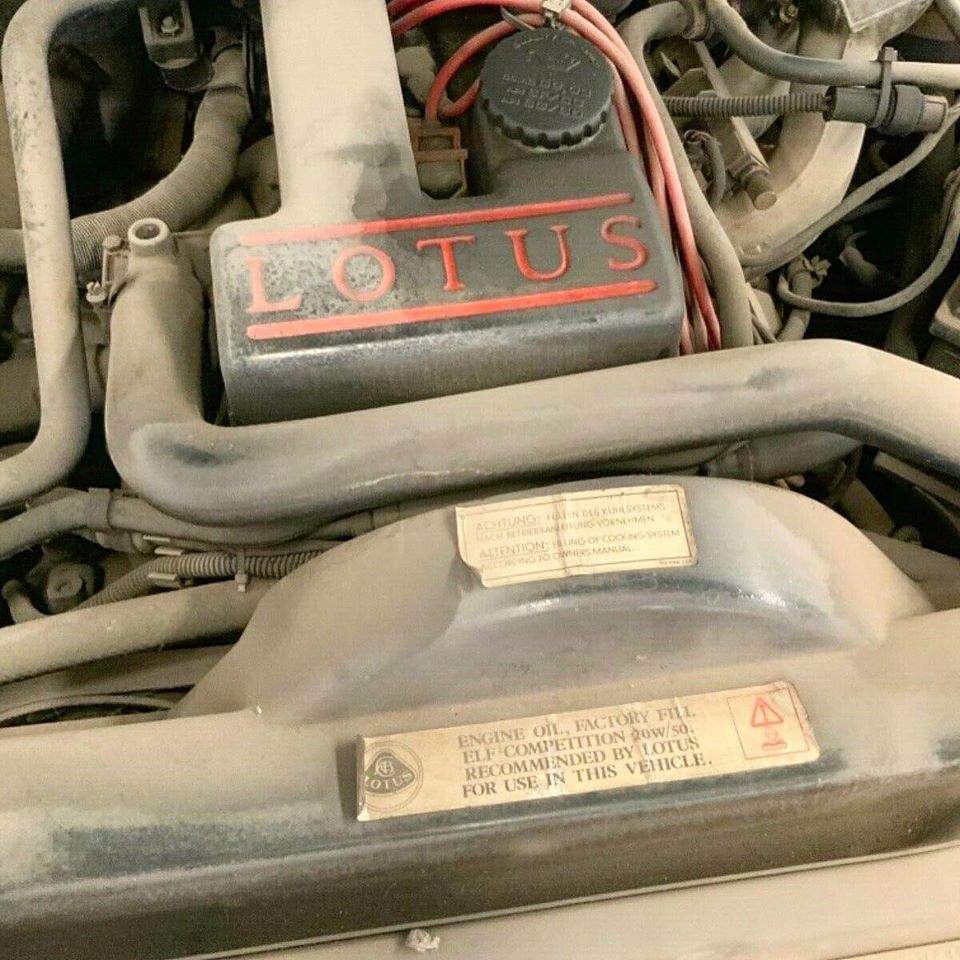 LOTUS
ACHTUNG: FÜLLEN DES KÜHLSYSTEMS
NACH BETRIEBSANLEITUNG VORNEHMEN
ATTENTION: FILLING OF COOKING SYSTEM
ACCORDING TO OWNERS MANUAL
LOTUS
ENGINE OIL, FACTORY FILL
ELF COMPETITION 20W/50.
RECOMMENDED BY LOTUS
FOR USE IN THIS VEHICLE.